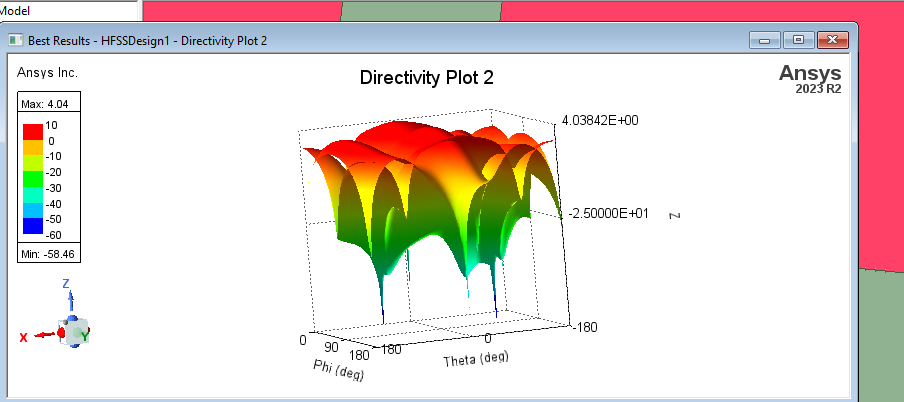 Model
Best Results - HFSSDesign1 - Directivity Plot 2
Ansys Inc.
Directivity Plot 2
Ansys
2023 R2
Max: 4.04
10
0
-10
-20
-30
-40
-50
-60
Min: -58.46
4.03842E+00
-2.50000E+01
Z
0
90
180
Phi (deg)
180
0
-180
Theta (deg)
Z
X
Y